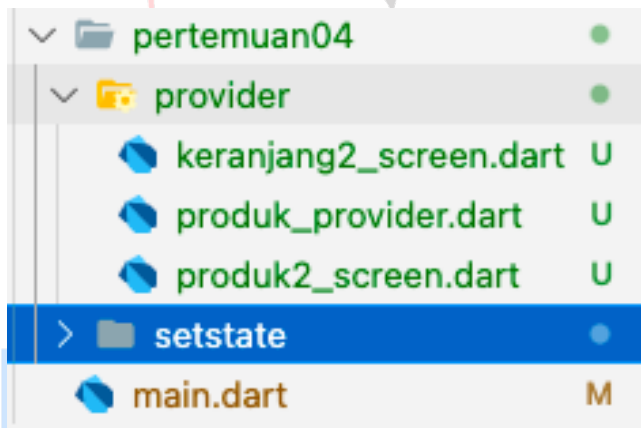 pertemuan04
provider
keranjang2_screen.dart U
produk_provider.dart U
produk2_screen.dart U
setstate
main.dart M